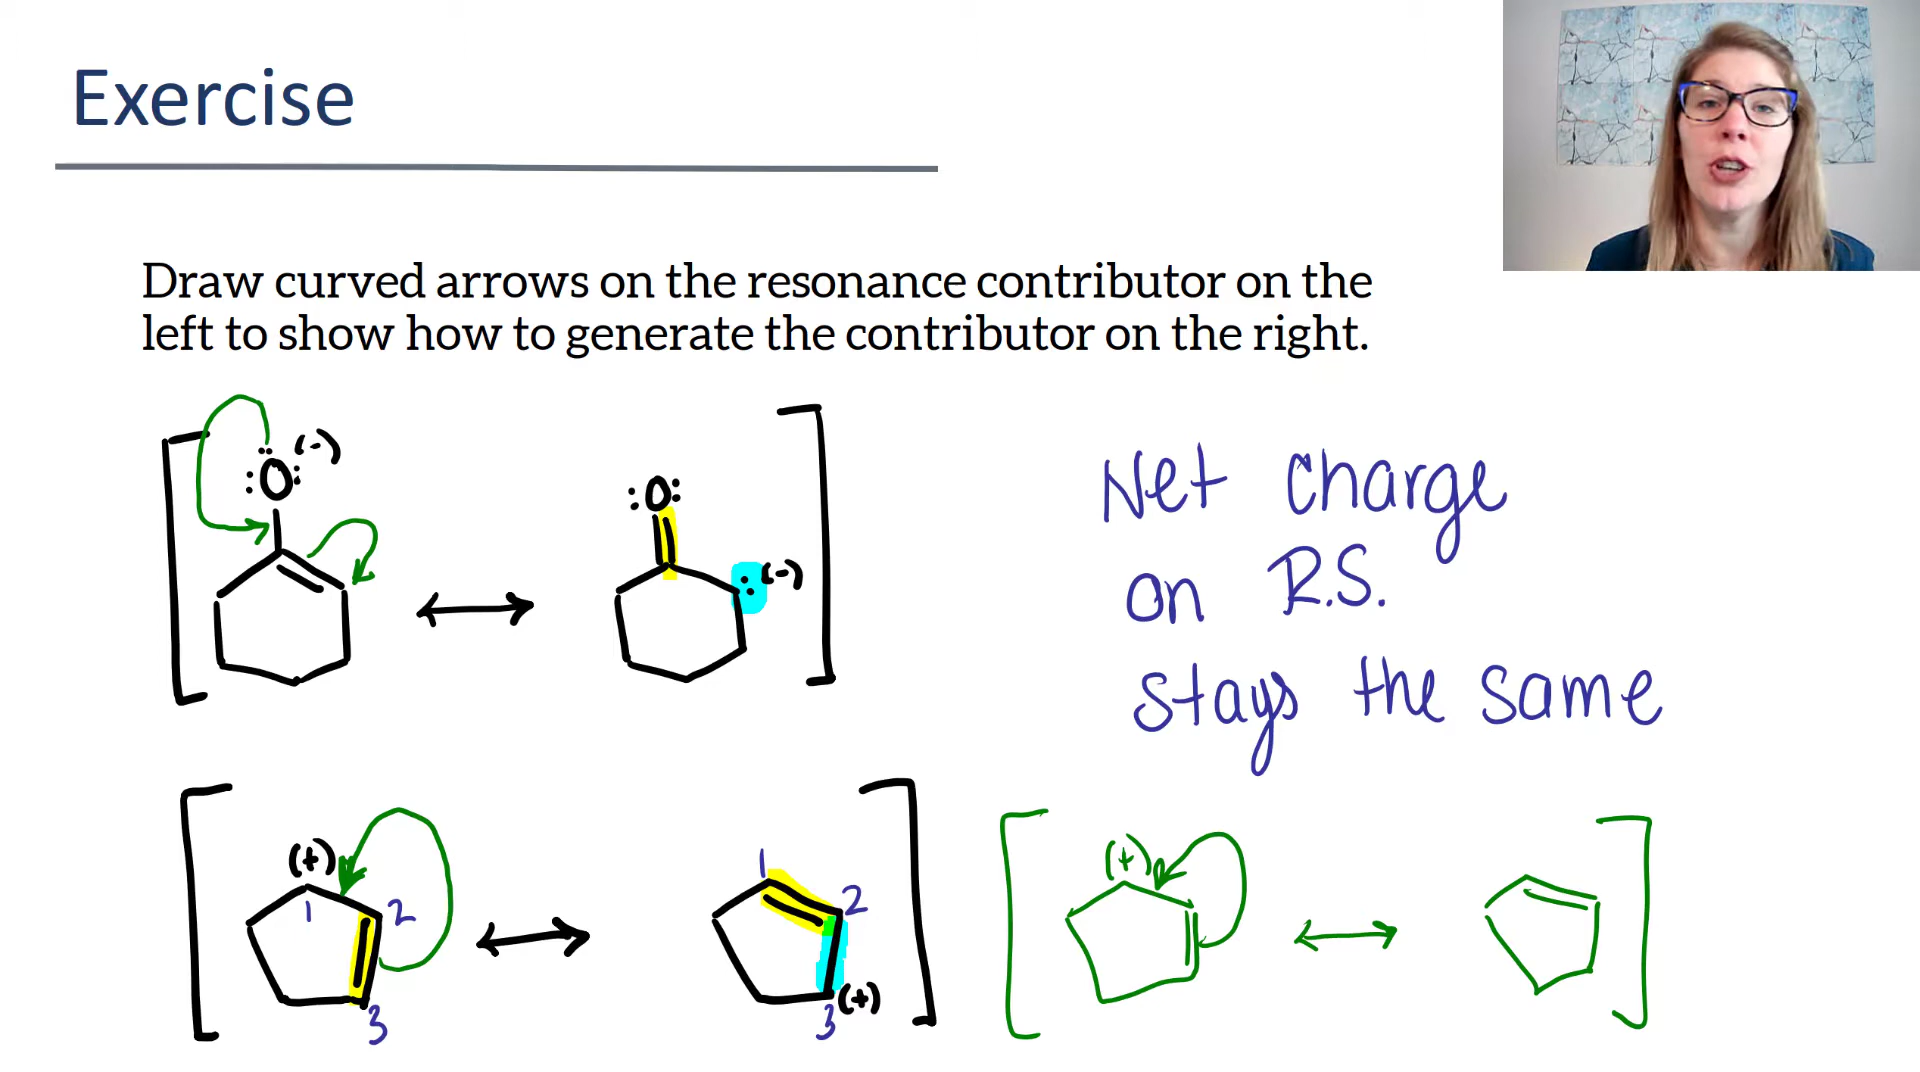 Exercise
Draw curved arrows on the resonance contributor on the
left to show how to generate the contributor on the right.
:O: (-)
:O:
: (-)
Net charge
on R.S.
stays the same
(+)
1
2
3
1
2
3
(+)
(+)